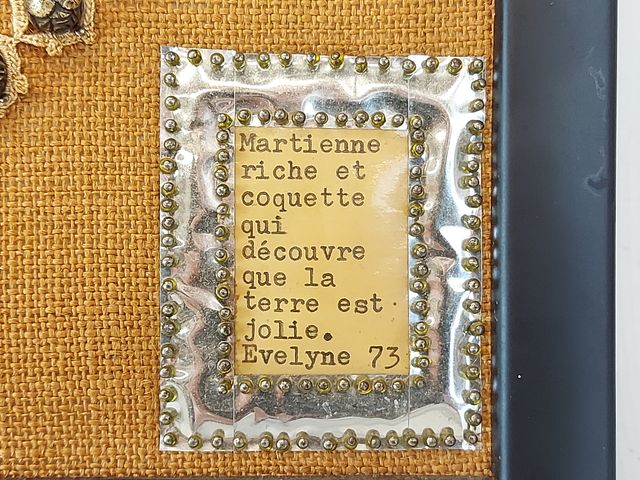 Martienne
riche et
coquette
qui
découvre
que la
terre est
jolie.
Evelyne 73